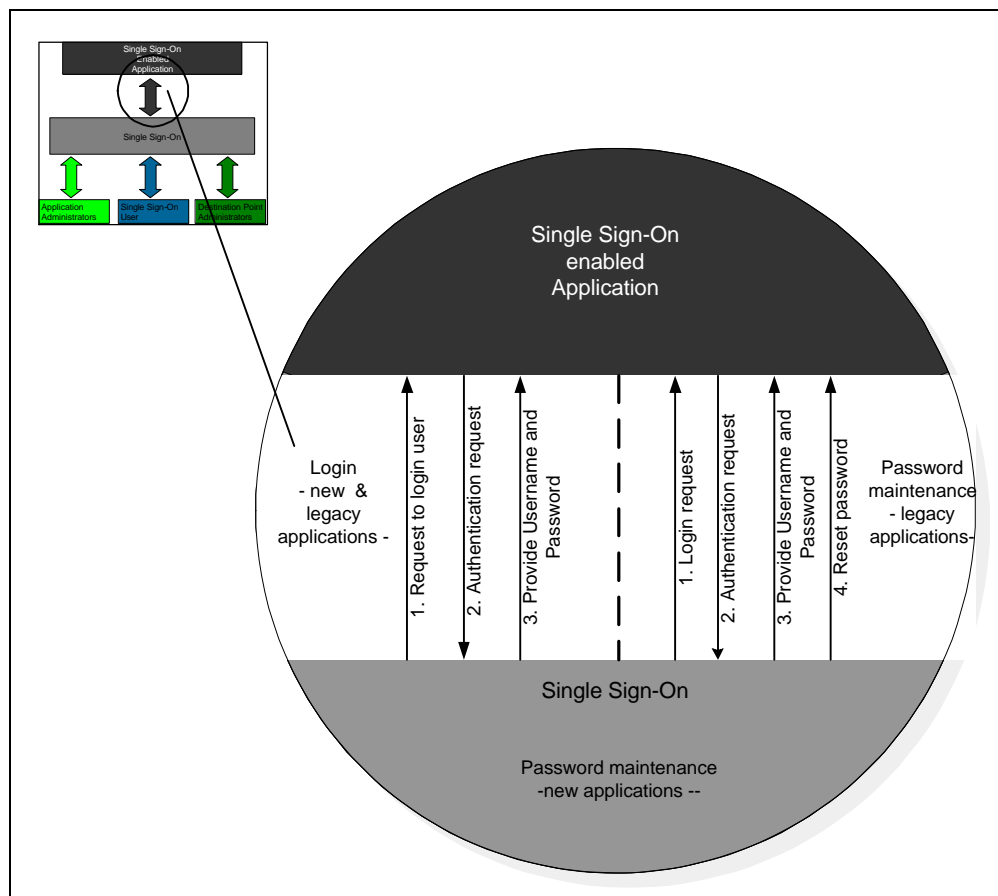 Single Sign-On
Enabled
Application
Single Sign-On
Application
Administrators
Single Sign-On
User
Destination Point
Administrators
Single Sign-On
enabled
Application
Login
- new &
legacy
applications -
1. Request to login user
2. Authentication request
3. Provide Username and
Password
1. Login request
2. Authentication request
3. Provide Username and
Password
4. Reset password
Password
maintenance
- legacy
applications-
Single Sign-On
Password maintenance
-new applications --